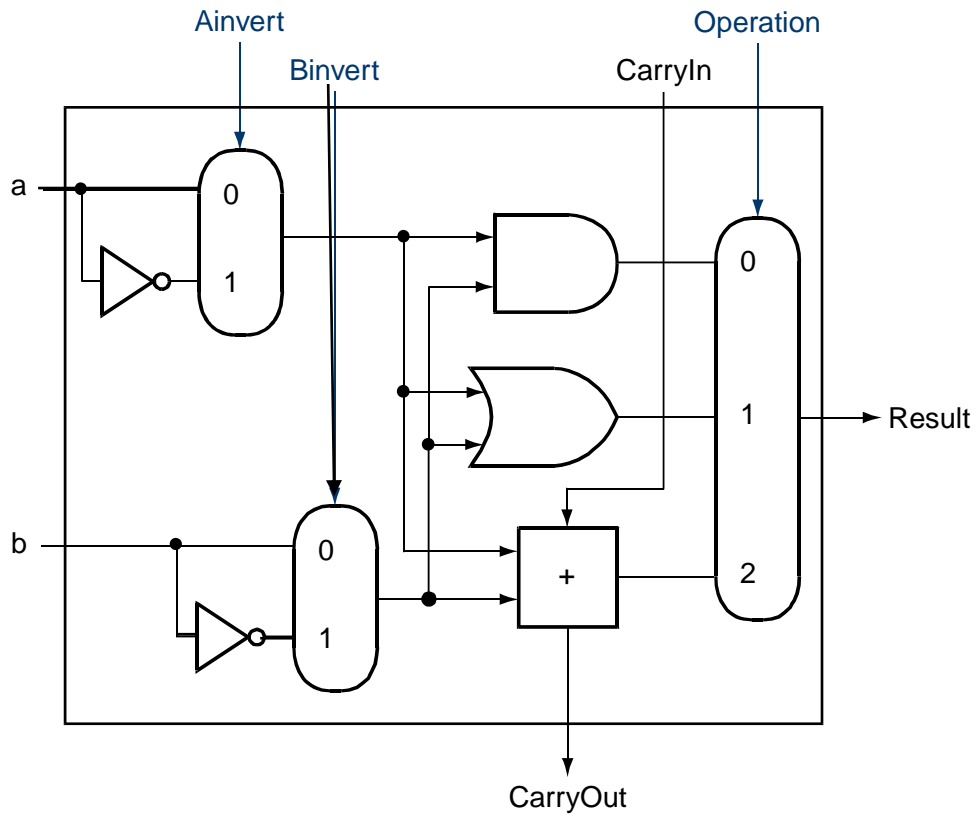 Ainvert
Operation
Binvert
CarryIn
a
0
1
0
1
Result
b
0
1
+
2
CarryOut